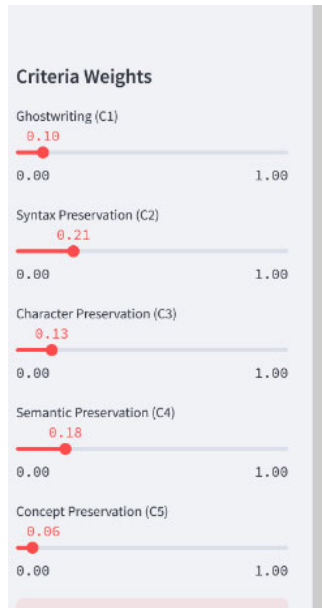 Criteria Weights
Ghostwriting (C1)
0.10
0.00 1.00
Syntax Preservation (C2)
0.21
0.00 1.00
Character Preservation (C3)
0.13
0.00 1.00
Semantic Preservation (C4)
0.18
0.00 1.00
Concept Preservation (C5)
0.06
0.00 1.00